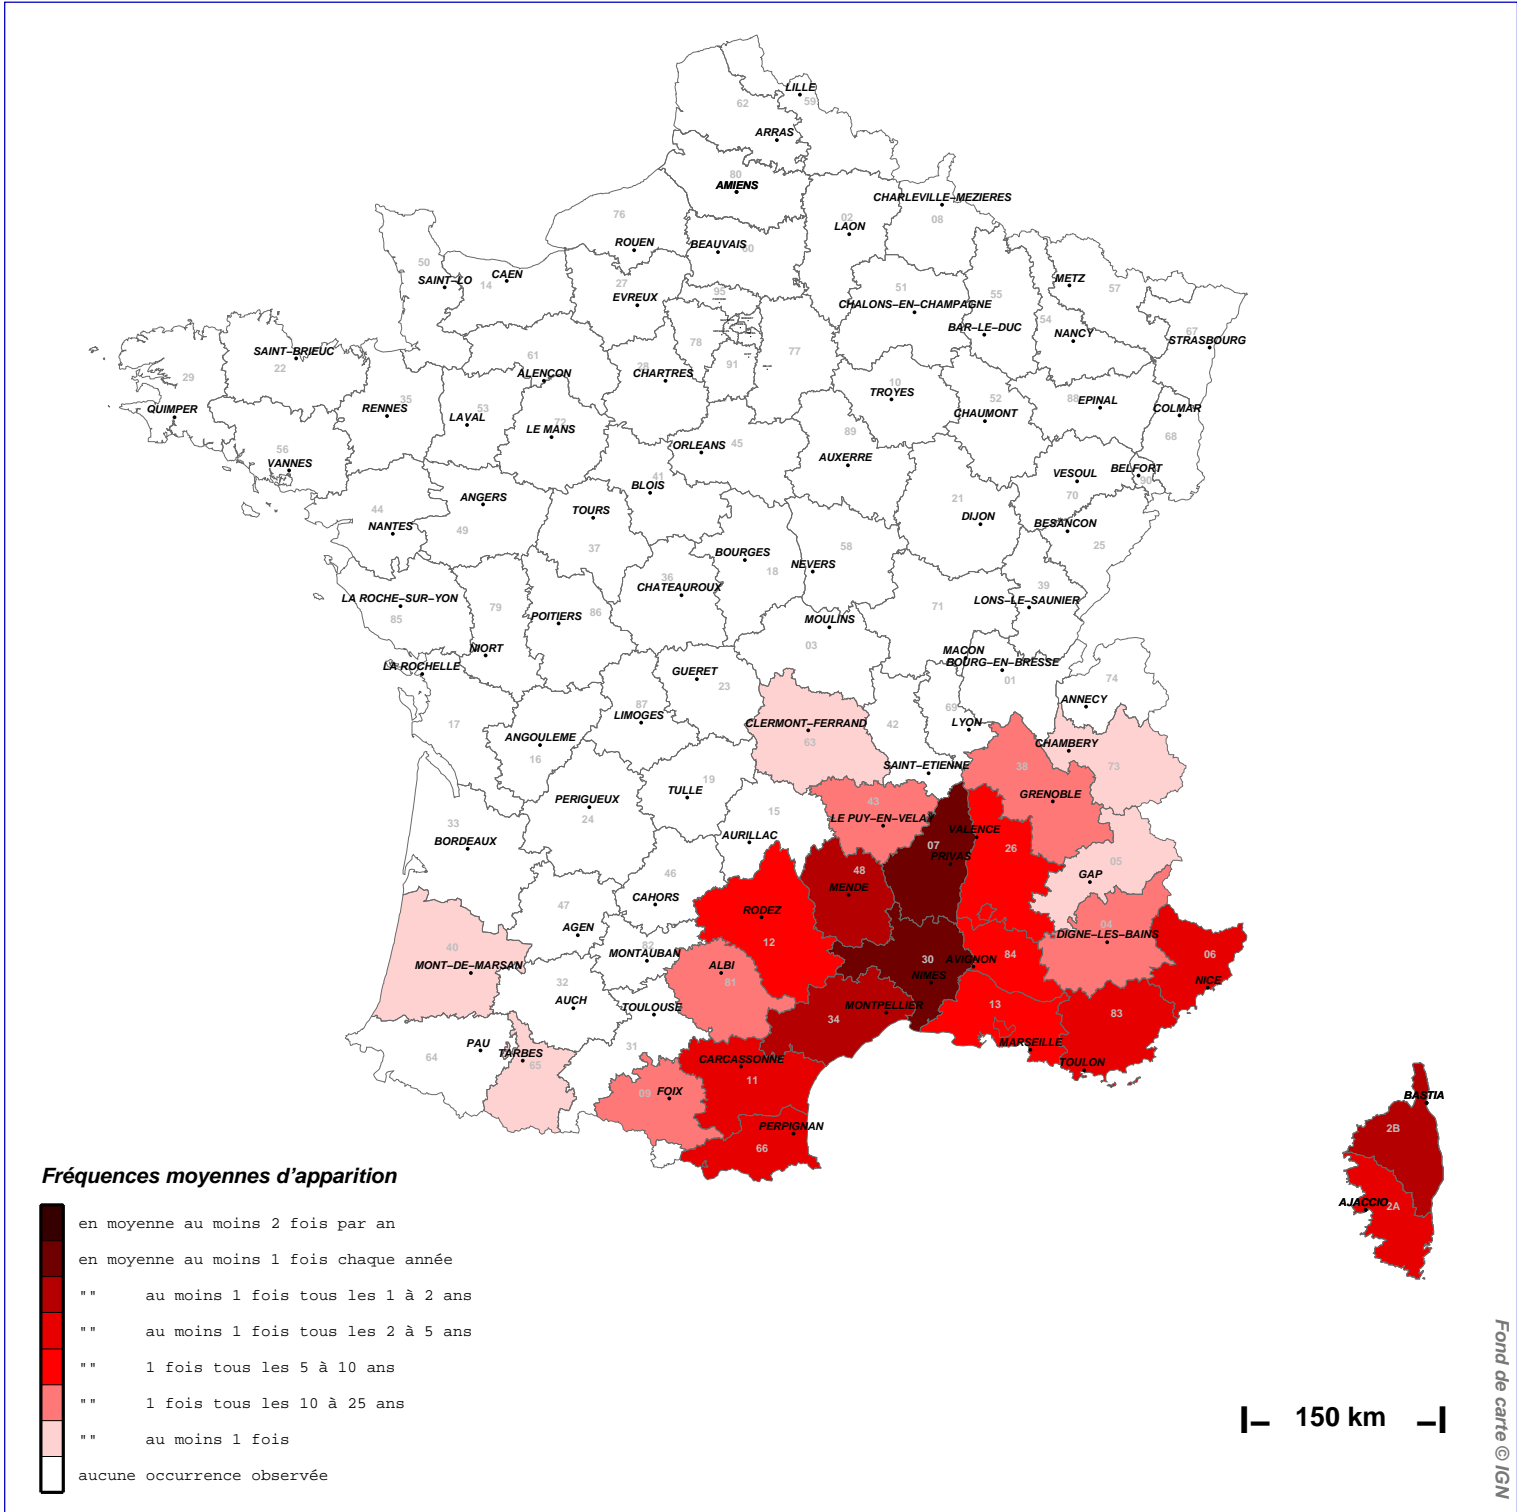 LILLE
62
59
ARRAS
80
AMIENS
CHARLEVILLE-MEZIERES
76
02
08
LAON
ROUEN
BEAUVAIS
60
50
SAINT-LO
14
CAEN
27
EVREUX
95
51
CHALONS-EN-CHAMPAGNE
55
METZ
57
54
NANCY
BAR-LE-DUC
67
STRASBOURG
SAINT-BRIEUC
22
29
61
ALENCON
78
28
CHARTRES
91
77
10
TROYES
52
CHAUMONT
88
EPINAL
COLMAR
68
QUIMPER
35
RENNES
53
LAVAL
72
LE MANS
56
VANNES
ORLEANS
45
89
AUXERRE
41
BLOIS
VESOUL
BELFORT
90
70
ANGERS
44
NANTES
49
TOURS
37
21
DIJON
BESANCON
25
BOURGES
18
58
NEVERS
36
CHATEAUROUX
39
LONS-LE-SAUNIER
71
LA ROCHE-SUR-YON
85
79
86
POITIERS
MOULINS
03
NIORT
LA ROCHELLE
MACON
BOURG-EN-BRESSE
01
GUERET
23
74
ANNECY
87
LIMOGES
17
ANGOULEME
16
CLERMONT-FERRAND
63
42
69
LYON
CHAMBERY
73
SAINT-ETIENNE
38
GRENOBLE
19
TULLE
PERIGUEUX
24
33
BORDEAUX
15
AURILLAC
43
LE PUY-EN-VELAY
VALENCE
07
PRIVAS
26
05
GAP
46
CAHORS
48
MENDE
47
AGEN
RODEZ
12
04
DIGNE-LES-BAINS
40
MONT-DE-MARSAN
82
MONTAUBAN
ALBI
81
30
NIMES
AVIGNON
84
06
NICE
32
AUCH
TOULOUSE
34
MONTPELLIER
13
83
MARSEILLE
TOULON
64
PAU
TARBES
65
31
CARCASSONNE
11
09
FOIX
PERPIGNAN
66
BASTIA
2B
AJACCIO
2A
Fréquences moyennes d'apparition
en moyenne au moins 2 fois par an
en moyenne au moins 1 fois chaque année
"" au moins 1 fois tous les 1 à 2 ans
"" au moins 1 fois tous les 2 à 5 ans
"" 1 fois tous les 5 à 10 ans
"" 1 fois tous les 10 à 25 ans
"" au moins 1 fois
aucune occurrence observée
150 km
Fond de carte © IGN